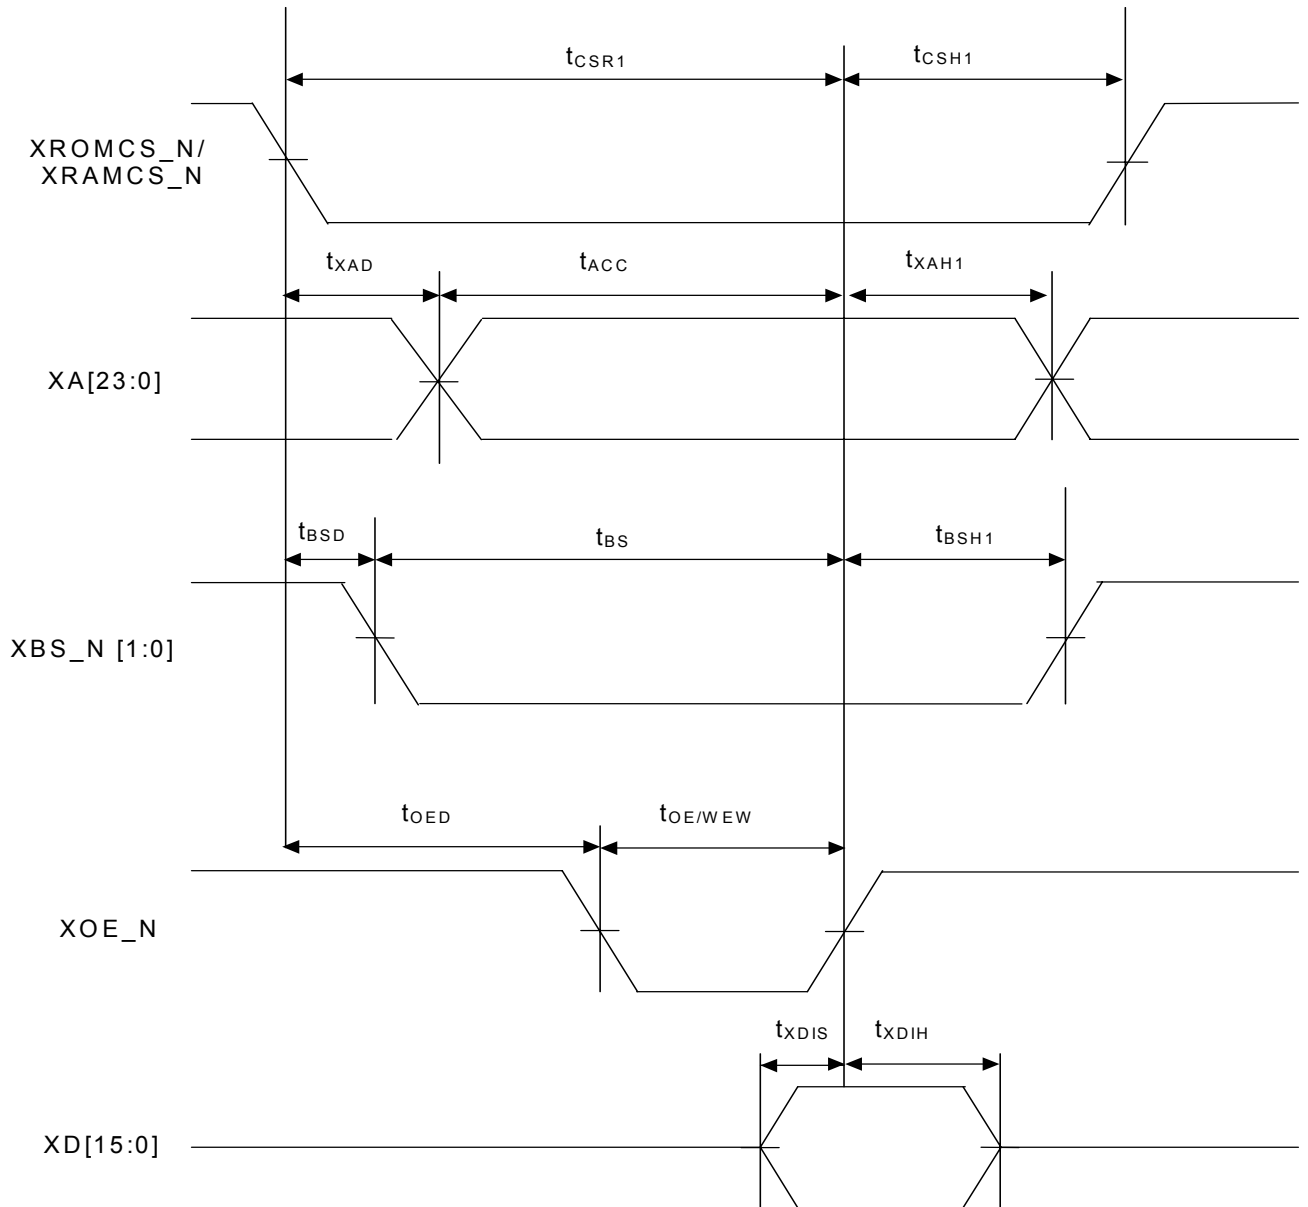 tCSR1 tCSH1
XROMCS_N/
XRAMCS_N
tXAD tACC tXAH1
XA[23:0]
tBSD tBS tBSH1
XBS_N [1:0]
tOED tOE/WEW
XOE_N
tXDIS tXDIH
XD[15:0]